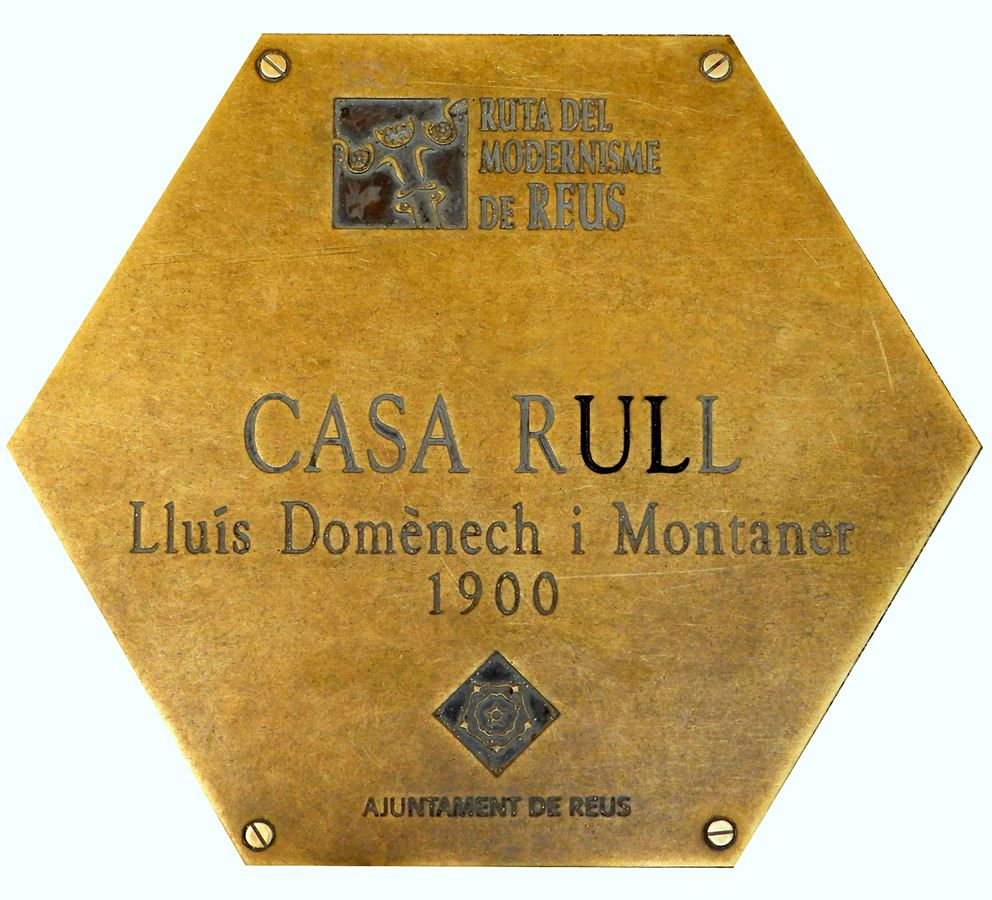 RUTA DEL
MODERNISME
DE REUS
CASA RULL
Lluís Domènech i Montaner
1900
AJUNTAMENT DE REUS